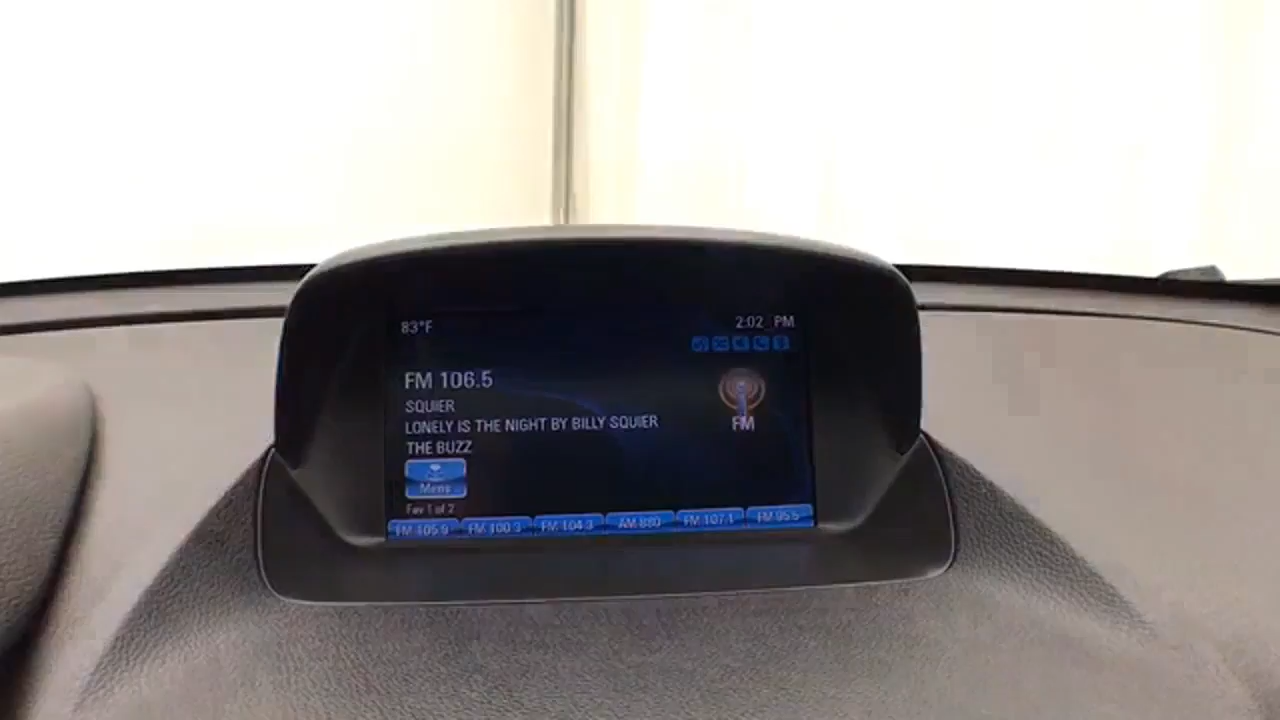 83°F
2:02 PM
FM 106.5
SQUIER
LONELY IS THE NIGHT BY BILLY SQUIER
THE BUZZ
FM
Menu
Fav 1 of 2
FM 105.9 FM 100.3 FM 104.3 AM 880 FM 107.1 FM 95.5